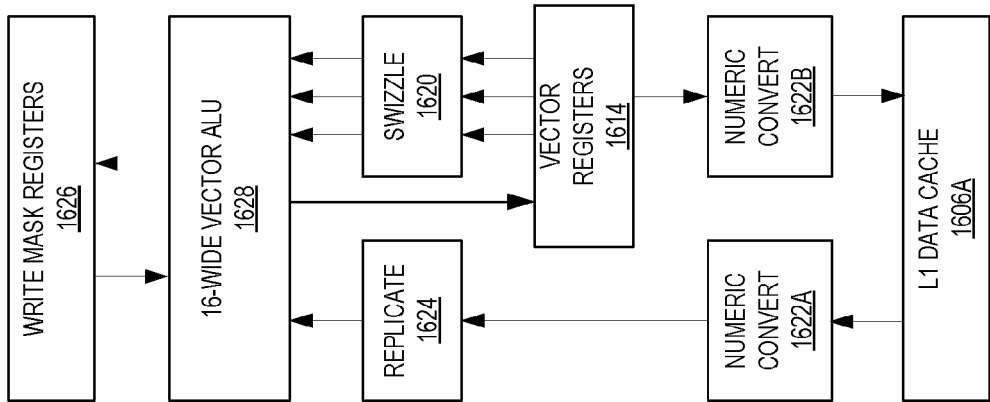 WRITE MASK REGISTERS
1626
16-WIDE VECTOR ALU
1628
REPLICATE
1624
SWIZZLE
1620
VECTOR
REGISTERS
1614
NUMERIC
CONVERT
1622A
NUMERIC
CONVERT
1622B
L1 DATA CACHE
1606A